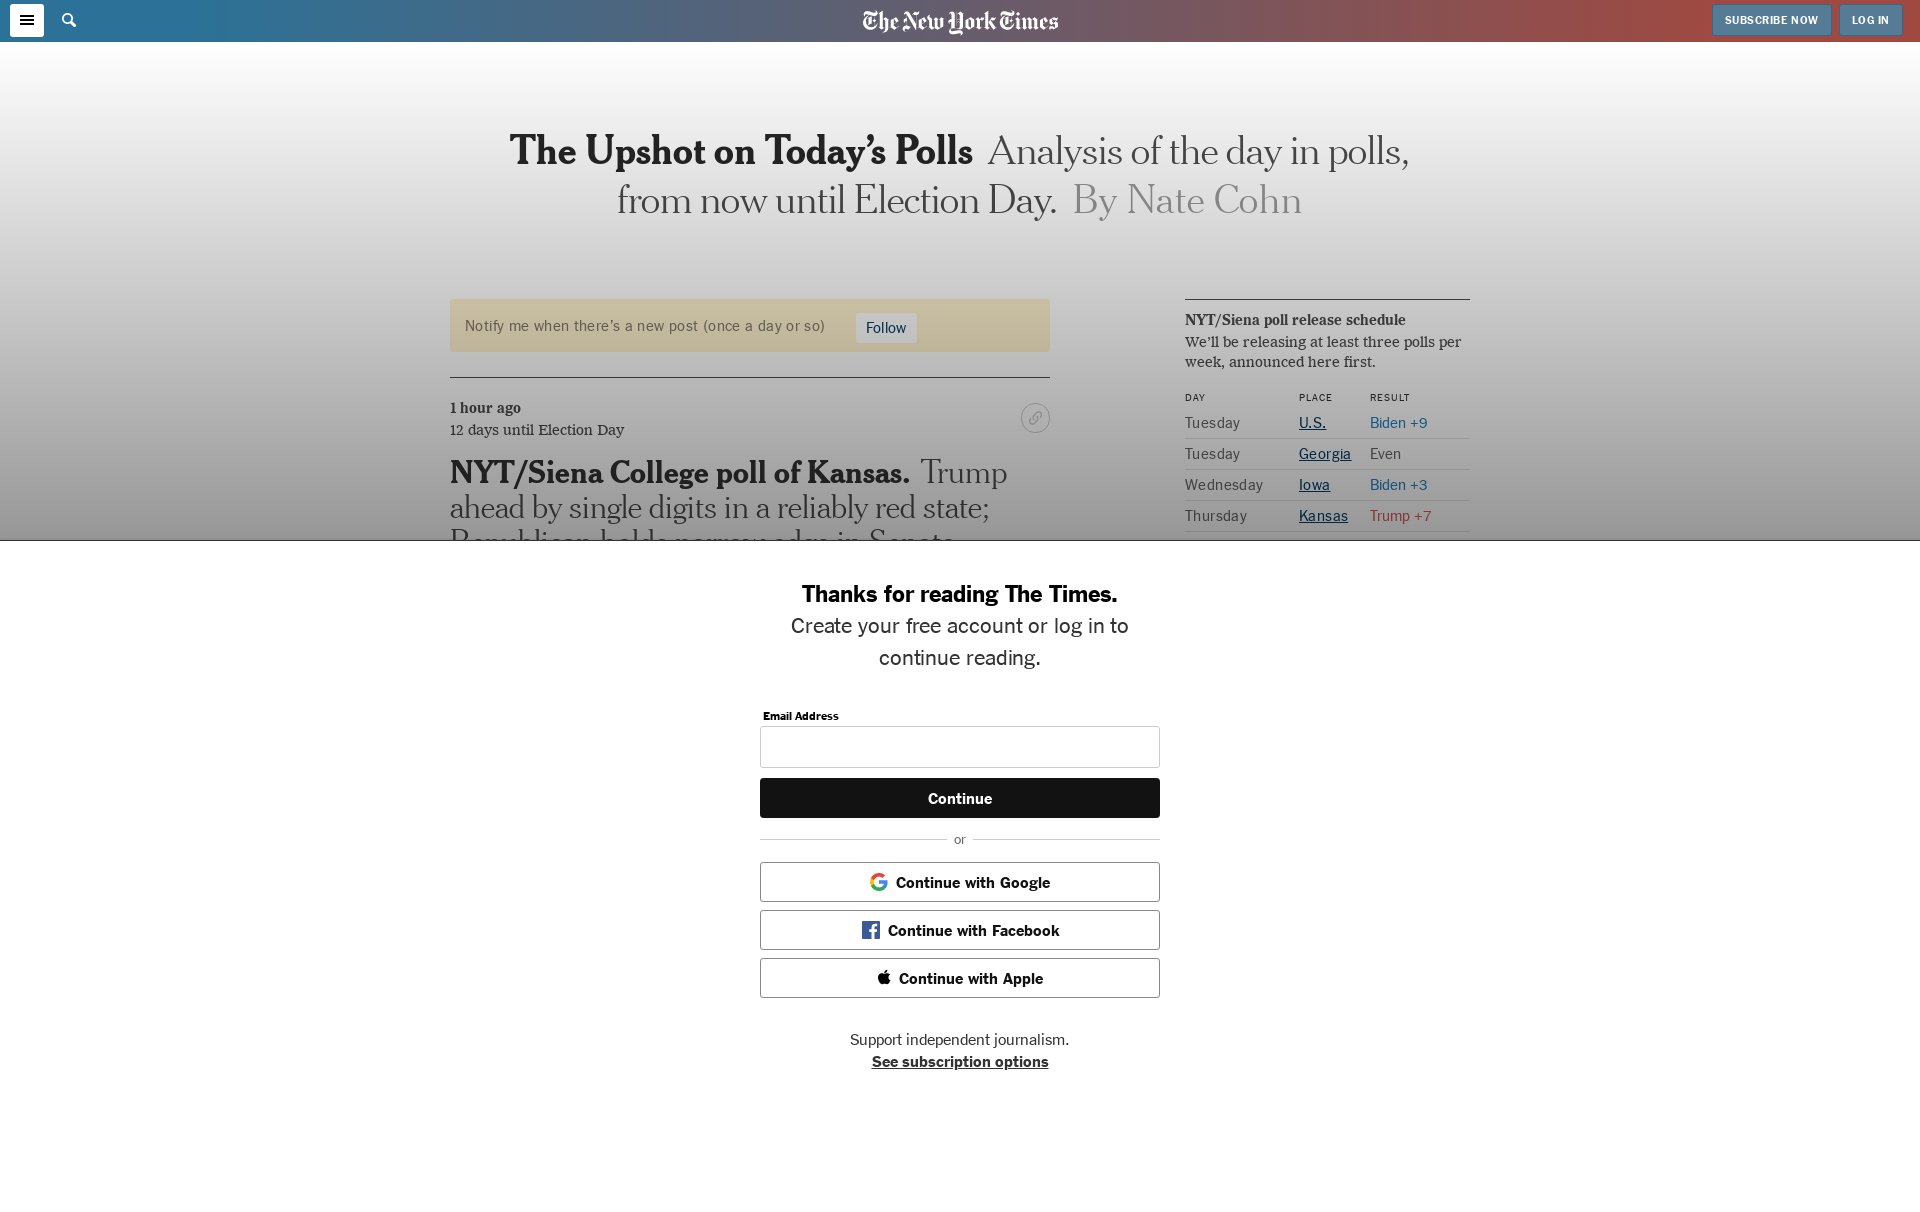 The New York Times
SUBSCRIBE NOW
LOG IN
The Upshot on Today’s Polls Analysis of the day in polls,
from now until Election Day. By Nate Cohn
Notify me when there’s a new post (once a day or so)
Follow
1 hour ago
12 days until Election Day
NYT/Siena College poll of Kansas. Trump
ahead by single digits in a reliably red state;
Republican holds narrow edge in Senate
NYT/Siena poll release schedule
We’ll be releasing at least three polls per
week, announced here first.
DAY PLACE RESULT
Tuesday U.S. Biden +9
Tuesday Georgia Even
Wednesday Iowa Biden +3
Thursday Kansas Trump +7
Thanks for reading The Times.
Create your free account or log in to
continue reading.
Email Address
Continue
or
Continue with Google
Continue with Facebook
Continue with Apple
Support independent journalism.
See subscription options